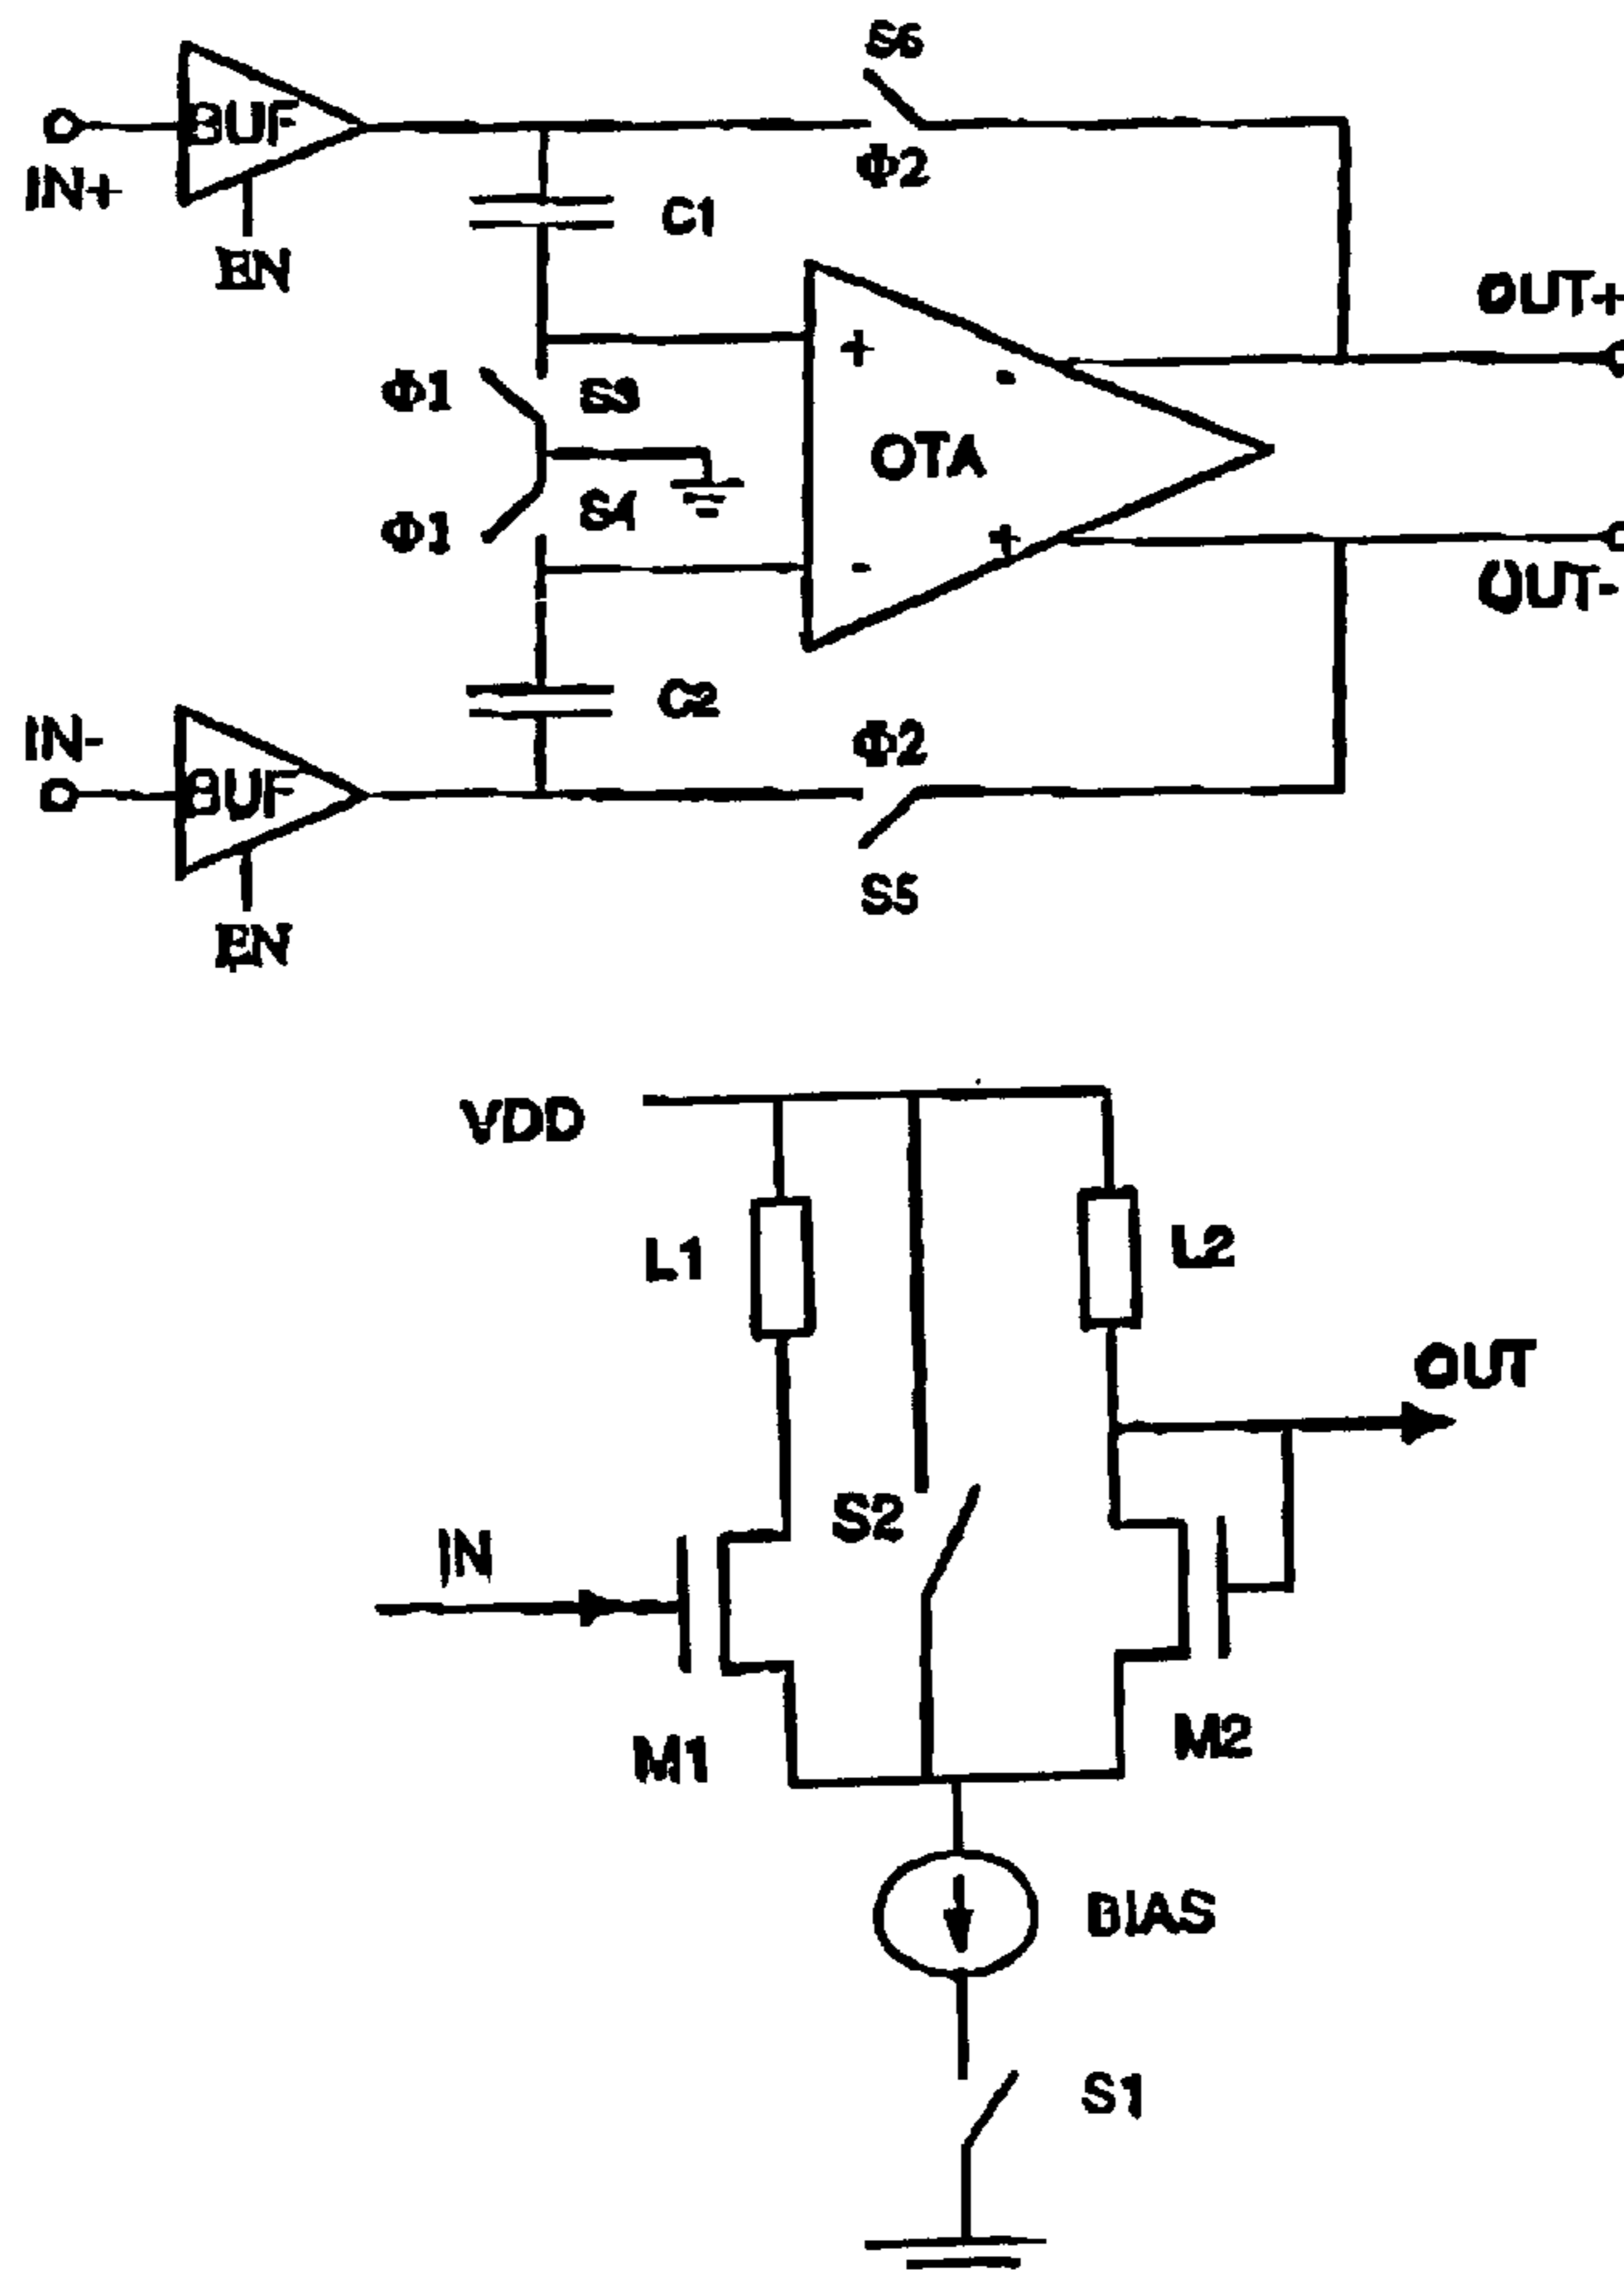 S6
BUF
Φ2
IN+
C1
EN
OUT+
+
-
Φ1
S3
OTA
S4
Φ1
+
-
OUT-
C2
IN-
Φ2
BUF
S5
EN
VDD
L1
L2
OUT
S2
IN
M1
M2
BIAS
S1